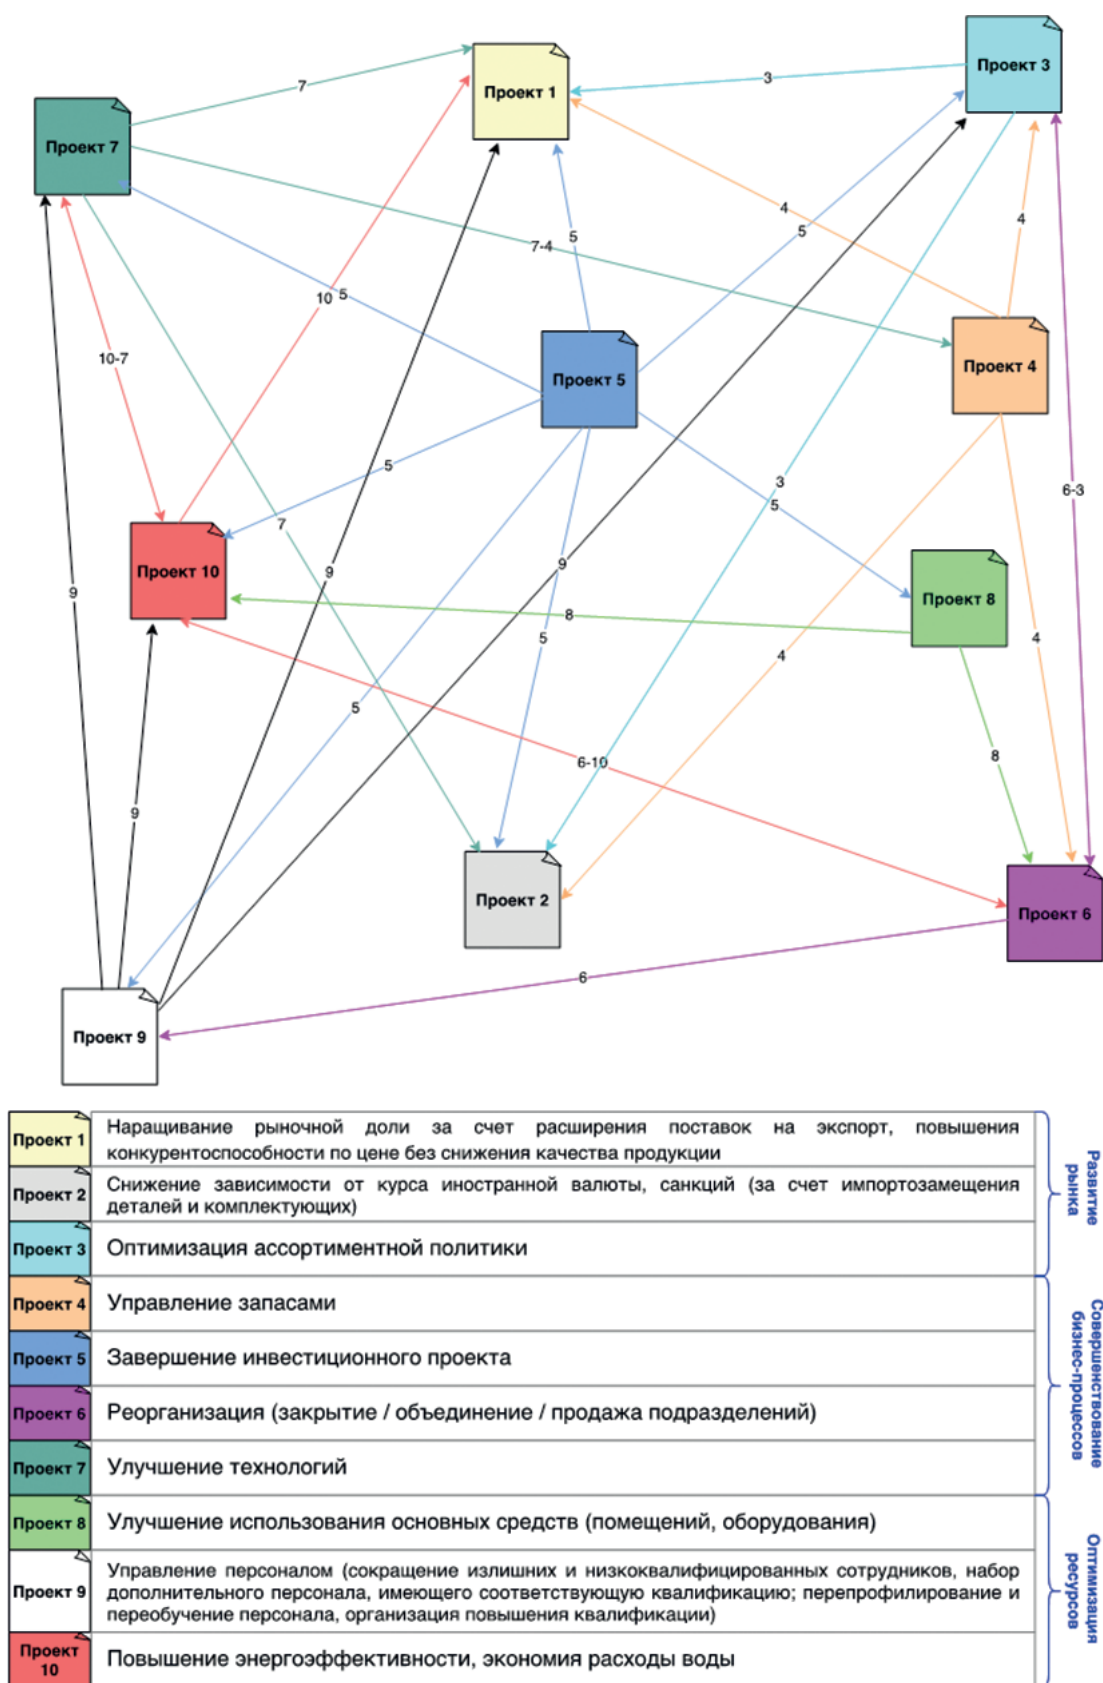 Проект 3
3
Проект 1
7
Проект 7
4
4
5
5
7-4
10
5
10-7
Проект 4
Проект 5
5
3
6-3
5
7
9
9
Проект 10
9
Проект 8
8
5
4
4
5
8
6-10
9
Проект 2
Проект 6
6
Проект 9
Проект 1
Наращивание рыночной доли за счет расширения поставок на экспорт, повышения
конкурентоспособности по цене без снижения качества продукции
Проект 2
Снижение зависимости от курса иностранной валюты, санкций (за счет импортозамещения
деталей и комплектующих)
Проект 3
Оптимизация ассортиментной политики
Развитие
рынка
Проект 4
Управление запасами
Проект 5
Завершение инвестиционного проекта
Проект 6
Реорганизация (закрытие / объединение / продажа подразделений)
Проект 7
Улучшение технологий
Совершенствование
бизнес-процессов
Проект 8
Улучшение использования основных средств (помещений, оборудования)
Проект 9
Управление персоналом (сокращение излишних и низкоквалифицированных сотрудников, набор
дополнительного персонала, имеющего соответствующую квалификацию; перепрофилирование и
переобучение персонала, организация повышения квалификации)
Проект
10
Повышение энергоэффективности, экономия расходы воды
Оптимизация
ресурсов